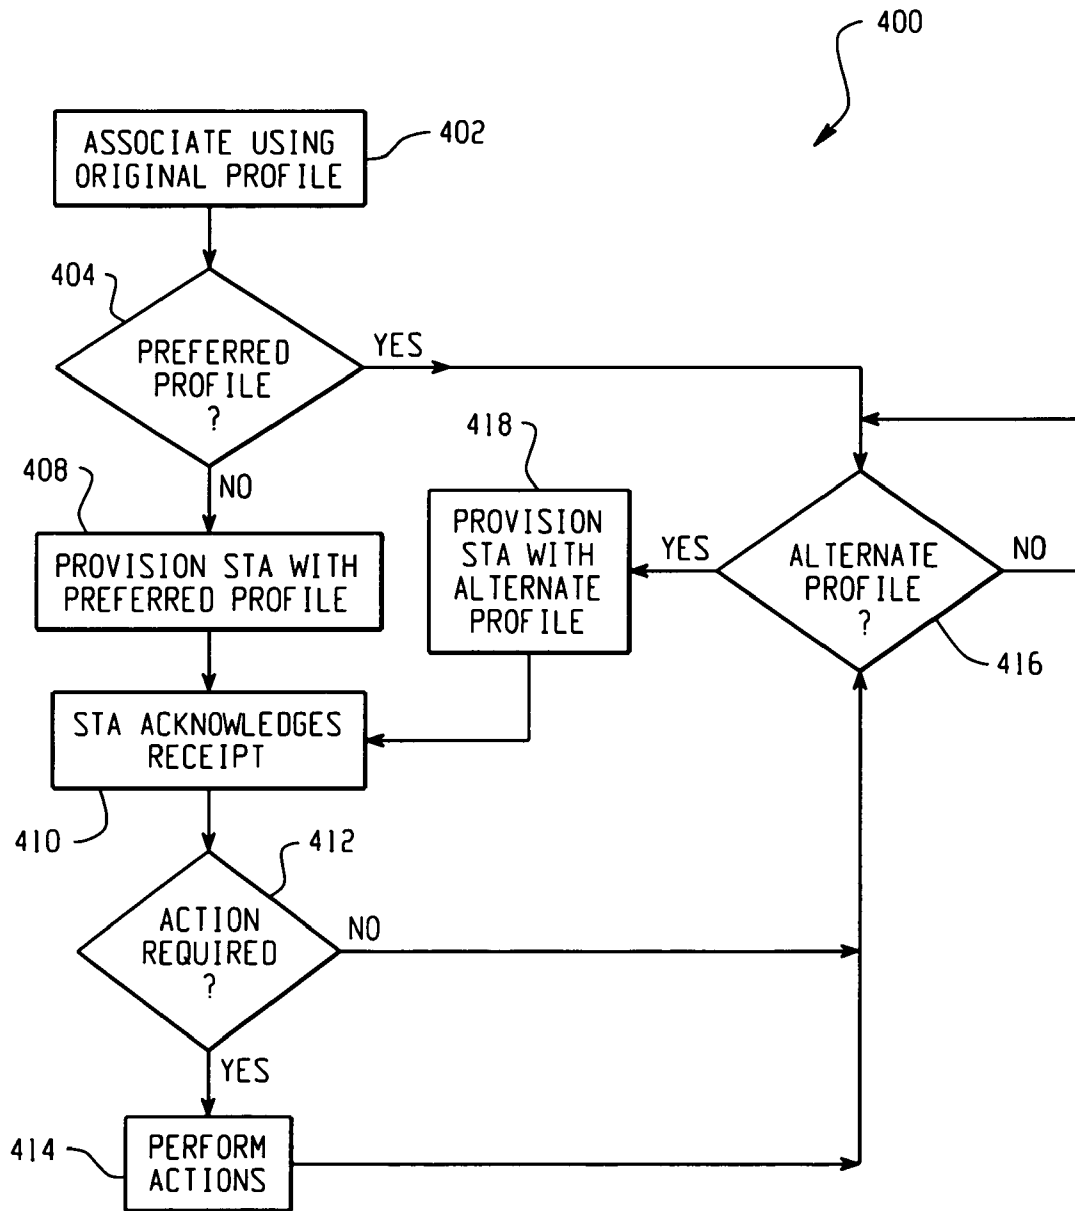 400
ASSOCIATE USING
ORIGINAL PROFILE
402
404
PREFERRED
PROFILE
?
YES
NO
408
PROVISION STA WITH
PREFERRED PROFILE
418
PROVISION
STA WITH
ALTERNATE
PROFILE
YES
ALTERNATE
PROFILE
?
NO
416
STA ACKNOWLEDGES
RECEIPT
410
412
ACTION
REQUIRED
?
NO
YES
414
PERFORM
ACTIONS